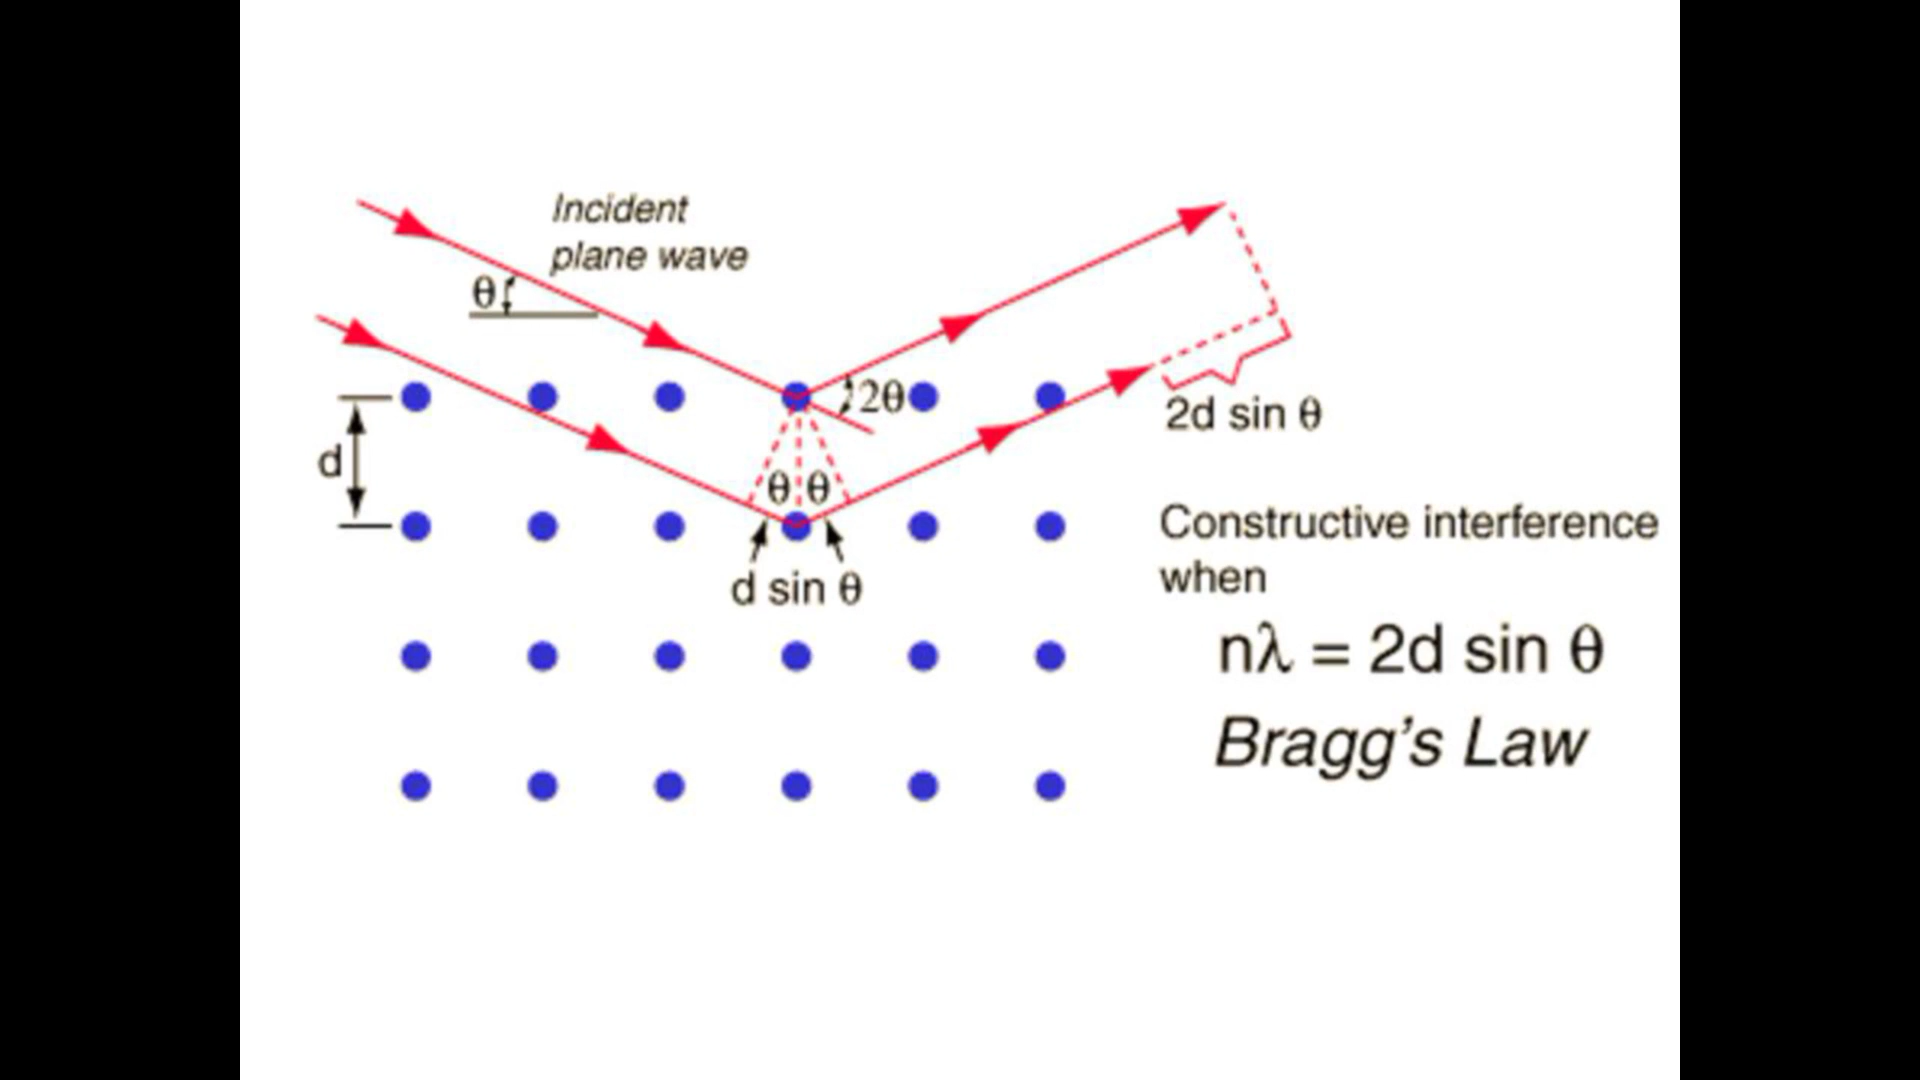 Incident
plane wave
θ
2θ
d
θ θ
d sin θ
2d sin θ
Constructive interference
when
nλ = 2d sin θ
Bragg's Law